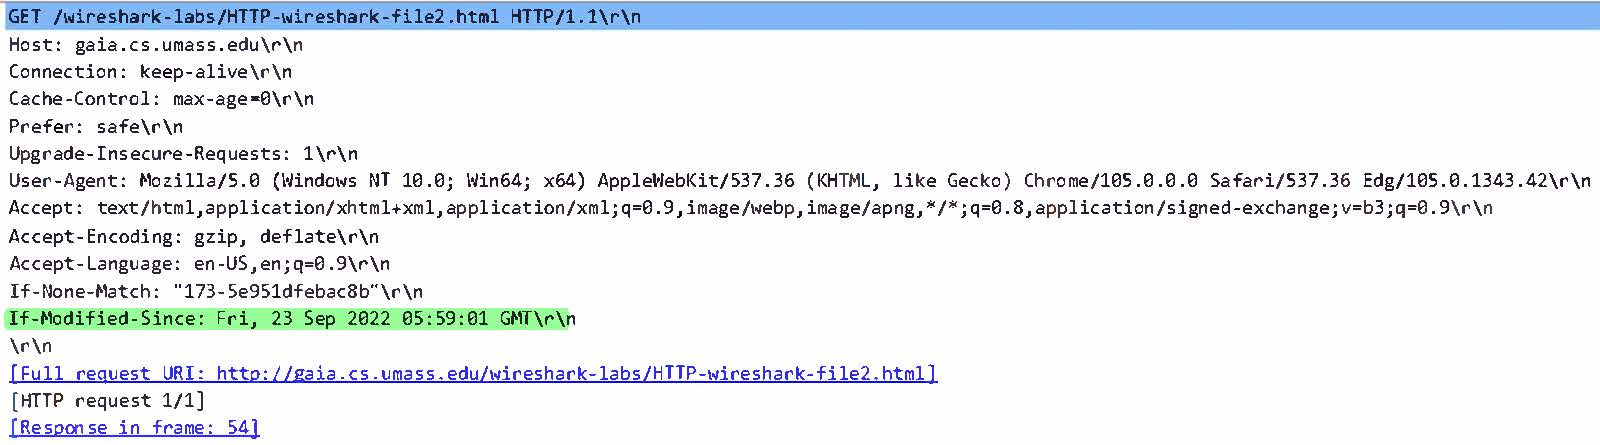 GET /wireshark-labs/HTTP-wireshark-file2.html HTTP/1.1\r\n
Host: gaia.cs.umass.edu\r\n
Connection: keep-alive\r\n
Cache-Control: max-age=0\r\n
Prefer: safe\r\n
Upgrade-Insecure-Requests: 1\r\n
User-Agent: Mozilla/5.0 (Windows NT 10.0; Win64; x64) AppleWebKit/537.36 (KHTML, like Gecko) Chrome/105.0.0.0 Safari/537.36 Edg/105.0.1343.42\r\n
Accept: text/html,application/xhtml+xml,application/xml;q=0.9,image/webp,image/apng,*/*;q=0.8,application/signed-exchange;v=b3;q=0.9\r\n
Accept-Encoding: gzip, deflate\r\n
Accept-Language: en-US,en;q=0.9\r\n
If-None-Match: "173-5e951dfebac8b"\r\n
If-Modified-Since: Fri, 23 Sep 2022 05:59:01 GMT\r\n
\r\n
[Full request URI: http://gaia.cs.umass.edu/wireshark-labs/HTTP-wireshark-file2.html]
[HTTP request 1/1]
[Response in frame: 54]